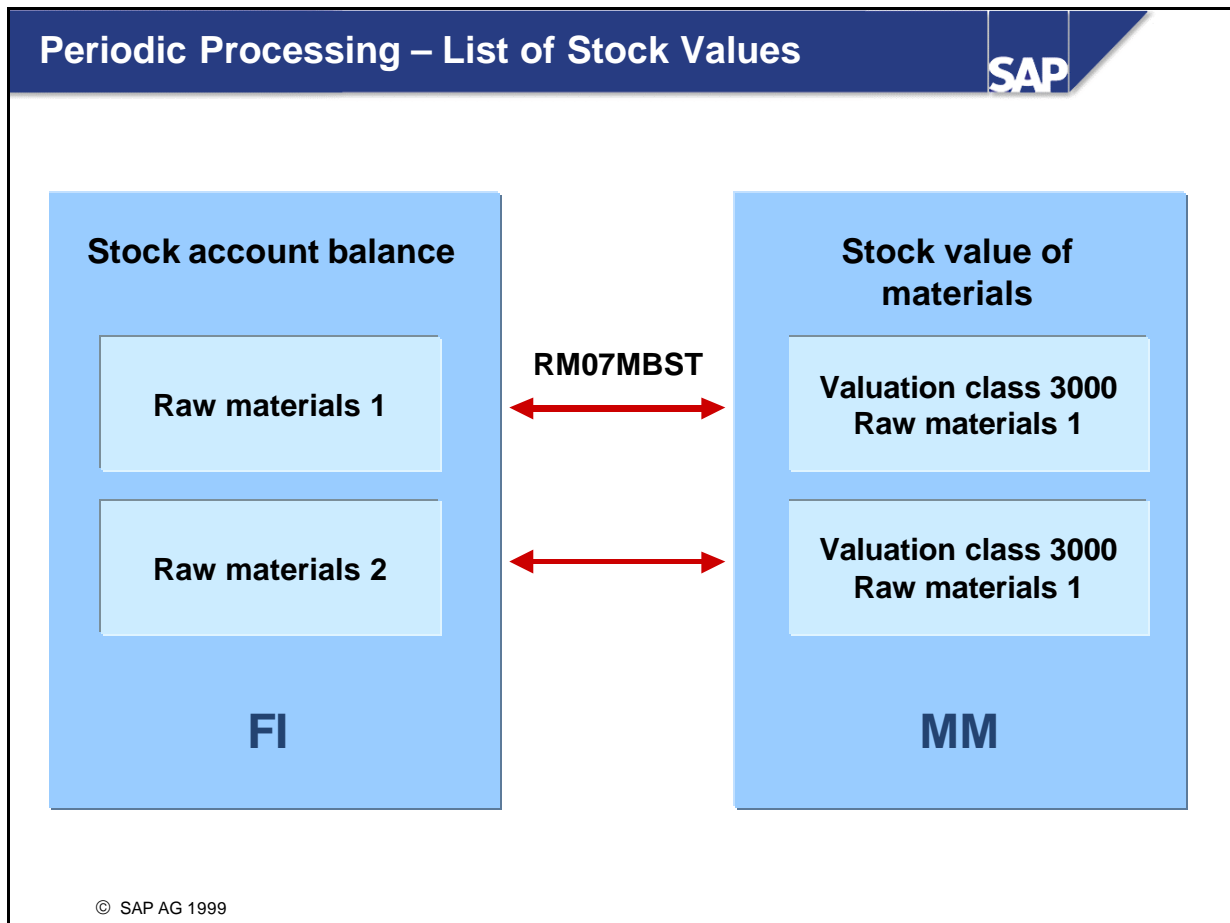 Periodic Processing – List of Stock Values
SAP
Stock account balance
Raw materials 1
Raw materials 2
FI
RM07MBST
Stock value of
materials
Valuation class 3000
Raw materials 1
Valuation class 3000
Raw materials 1
MM
© SAP AG 1999